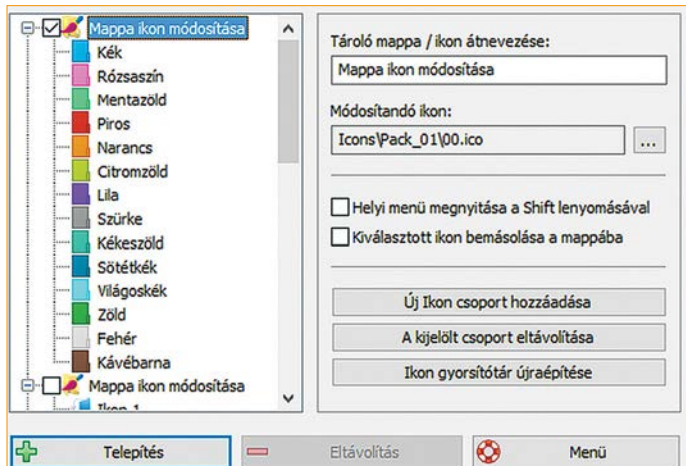 Mappa ikon módosítása
Kék
Rózsaszín
Mentazöld
Piros
Narancs
Citromzöld
Lila
Szürke
Kékeszöld
Sötétkék
Világoskék
Zöld
Fehér
Kávébarna
Mappa ikon módosítása
Ikon 1
Tároló mappa / ikon átnevezése:
Mappa ikon módosítása
Módosítandó ikon:
Icons\Pack_01\00.ico
...
Helyi menü megnyitása a Shift lenyomásával
Kiválasztott ikon bemásolása a mappába
Új Ikon csoport hozzáadása
A kijelölt csoport eltávolítása
Ikon gyorsítótár újraépítése
Telepítés
Eltávolítás
Menü